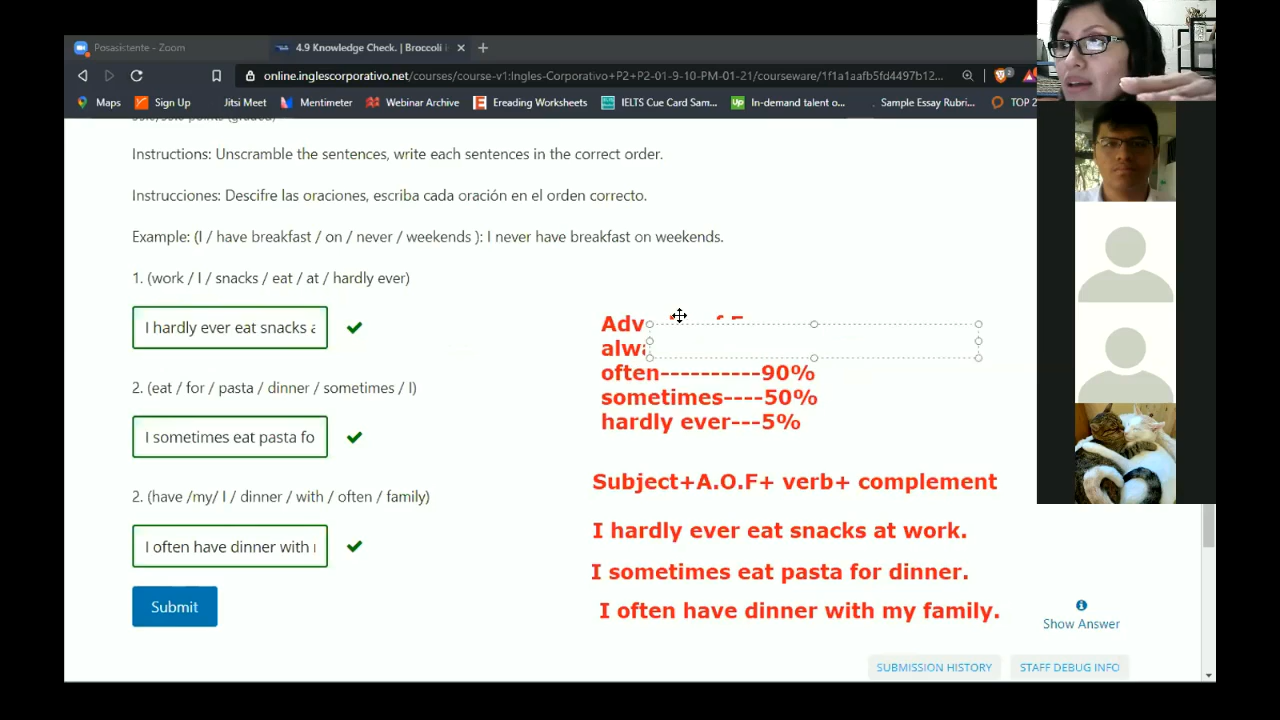 Posasistente - Zoom
4.9 Knowledge Check. | Broccoli i
online.inglescorporativo.net/courses/course-v1:Ingles-Corporativo+P2+P2-01-9-10-PM-01-21/courseware/1f1a1aafb5fd4497b12...
Maps Sign Up Jitsi Meet Mentimeter Webinar Archive Ereading Worksheets IELTS Cue Card Sam... In-demand talent o... Sample Essay Rubri... TOP 2
Instructions: Unscramble the sentences, write each sentences in the correct order.
Instrucciones: Descifre las oraciones, escriba cada oración en el orden correcto.
Example: (I / have breakfast / on / never / weekends ): I never have breakfast on weekends.
1. (work / I / snacks / eat / at / hardly ever)
I hardly ever eat snacks a
2. (eat / for / pasta / dinner / sometimes / I)
I sometimes eat pasta fo
2. (have /my/ I / dinner / with / often / family)
I often have dinner with
Submit
Adv
alwa
often----------90%
sometimes----50%
hardly ever---5%
Subject+A.O.F+ verb+ complement
I hardly ever eat snacks at work.
I sometimes eat pasta for dinner.
I often have dinner with my family.
Show Answer
SUBMISSION HISTORY STAFF DEBUG INFO